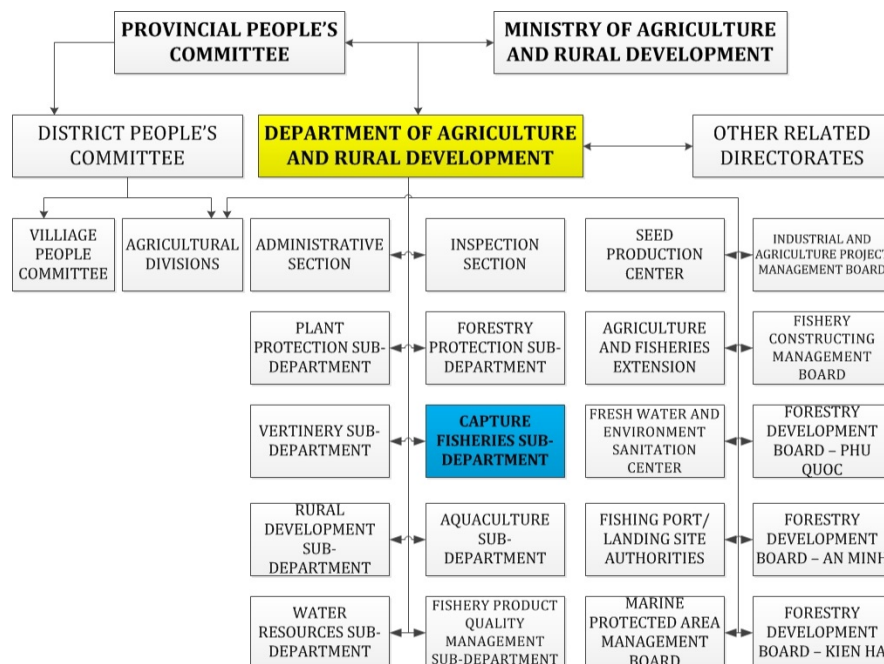 PROVINCIAL PEOPLE'S
COMMITTEE
MINISTRY OF AGRICULTURE
AND RURAL DEVELOPMENT
DISTRICT PEOPLE'S
COMMITTEE
DEPARTMENT OF AGRICULTURE
AND RURAL DEVELOPMENT
OTHER RELATED
DIRECTORATES
VILLIAGE
PEOPLE
COMMITTEE
AGRICULTURAL
DIVISIONS
ADMINISTRATIVE
SECTION
INSPECTION
SECTION
SEED
PRODUCTION
CENTER
INDUSTRIAL AND
AGRICULTURE PROJECT
MANAGEMENT BOARD
PLANT
PROTECTION SUB-
DEPARTMENT
FORESTRY
PROTECTION SUB-
DEPARTMENT
AGRICULTURE
AND FISHERIES
EXTENSION
FISHERY
CONSTRUCTING
MANAGEMENT
BOARD
VERTINERY SUB-
DEPARTMENT
CAPTURE
FISHERIES SUB-
DEPARTMENT
FRESH WATER AND
ENVIRONMENT
SANITATION
CENTER
FORESTRY
DEVELOPMENT
BOARD – PHU
QUOC
RURAL
DEVELOPMENT
SUB-
DEPARTMENT
AQUACULTURE
SUB-
DEPARTMENT
FISHING PORT/
LANDING SITE
AUTHORITIES
FORESTRY
DEVELOPMENT
BOARD – AN MINH
WATER
RESOURCES SUB-
DEPARTMENT
FISHERY PRODUCT
QUALITY
MANAGEMENT
SUB-DEPARTMENT
MARINE
PROTECTED AREA
MANAGEMENT
BOARD
FORESTRY
DEVELOPMENT
BOARD – KIEN HA